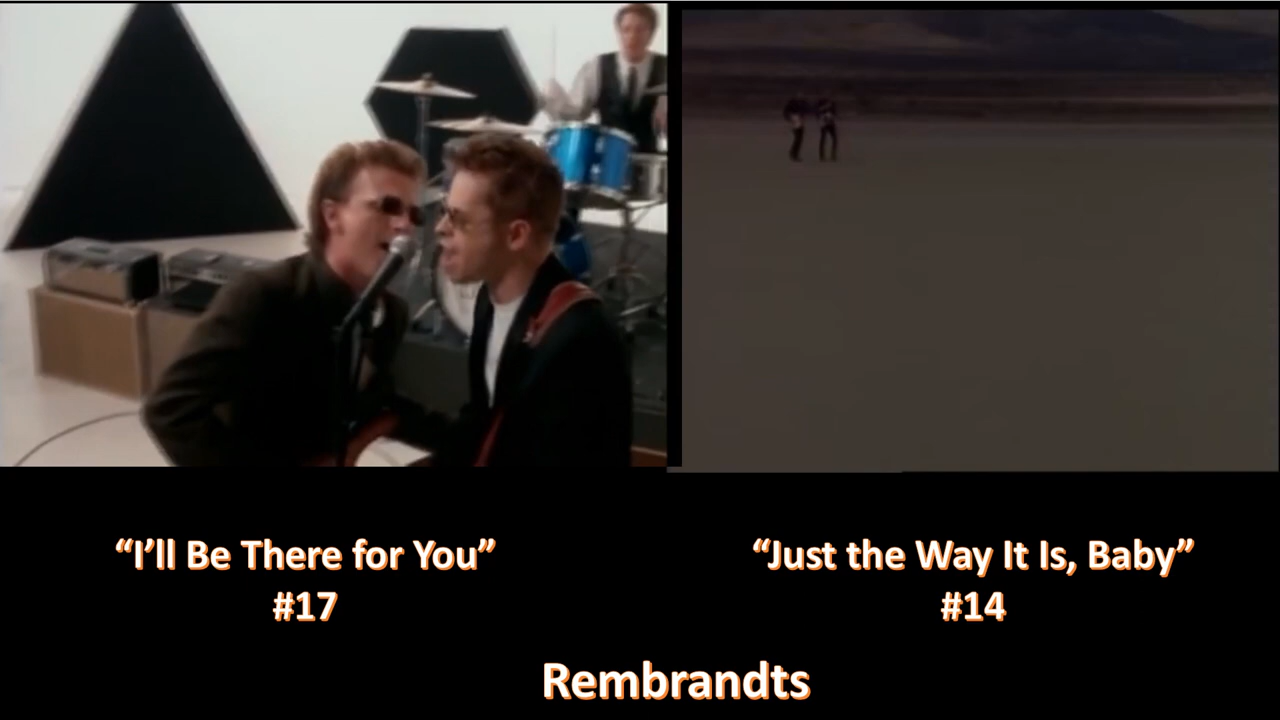 “I’ll Be There for You”
#17
“Just the Way It Is, Baby”
#14
Rembrandts